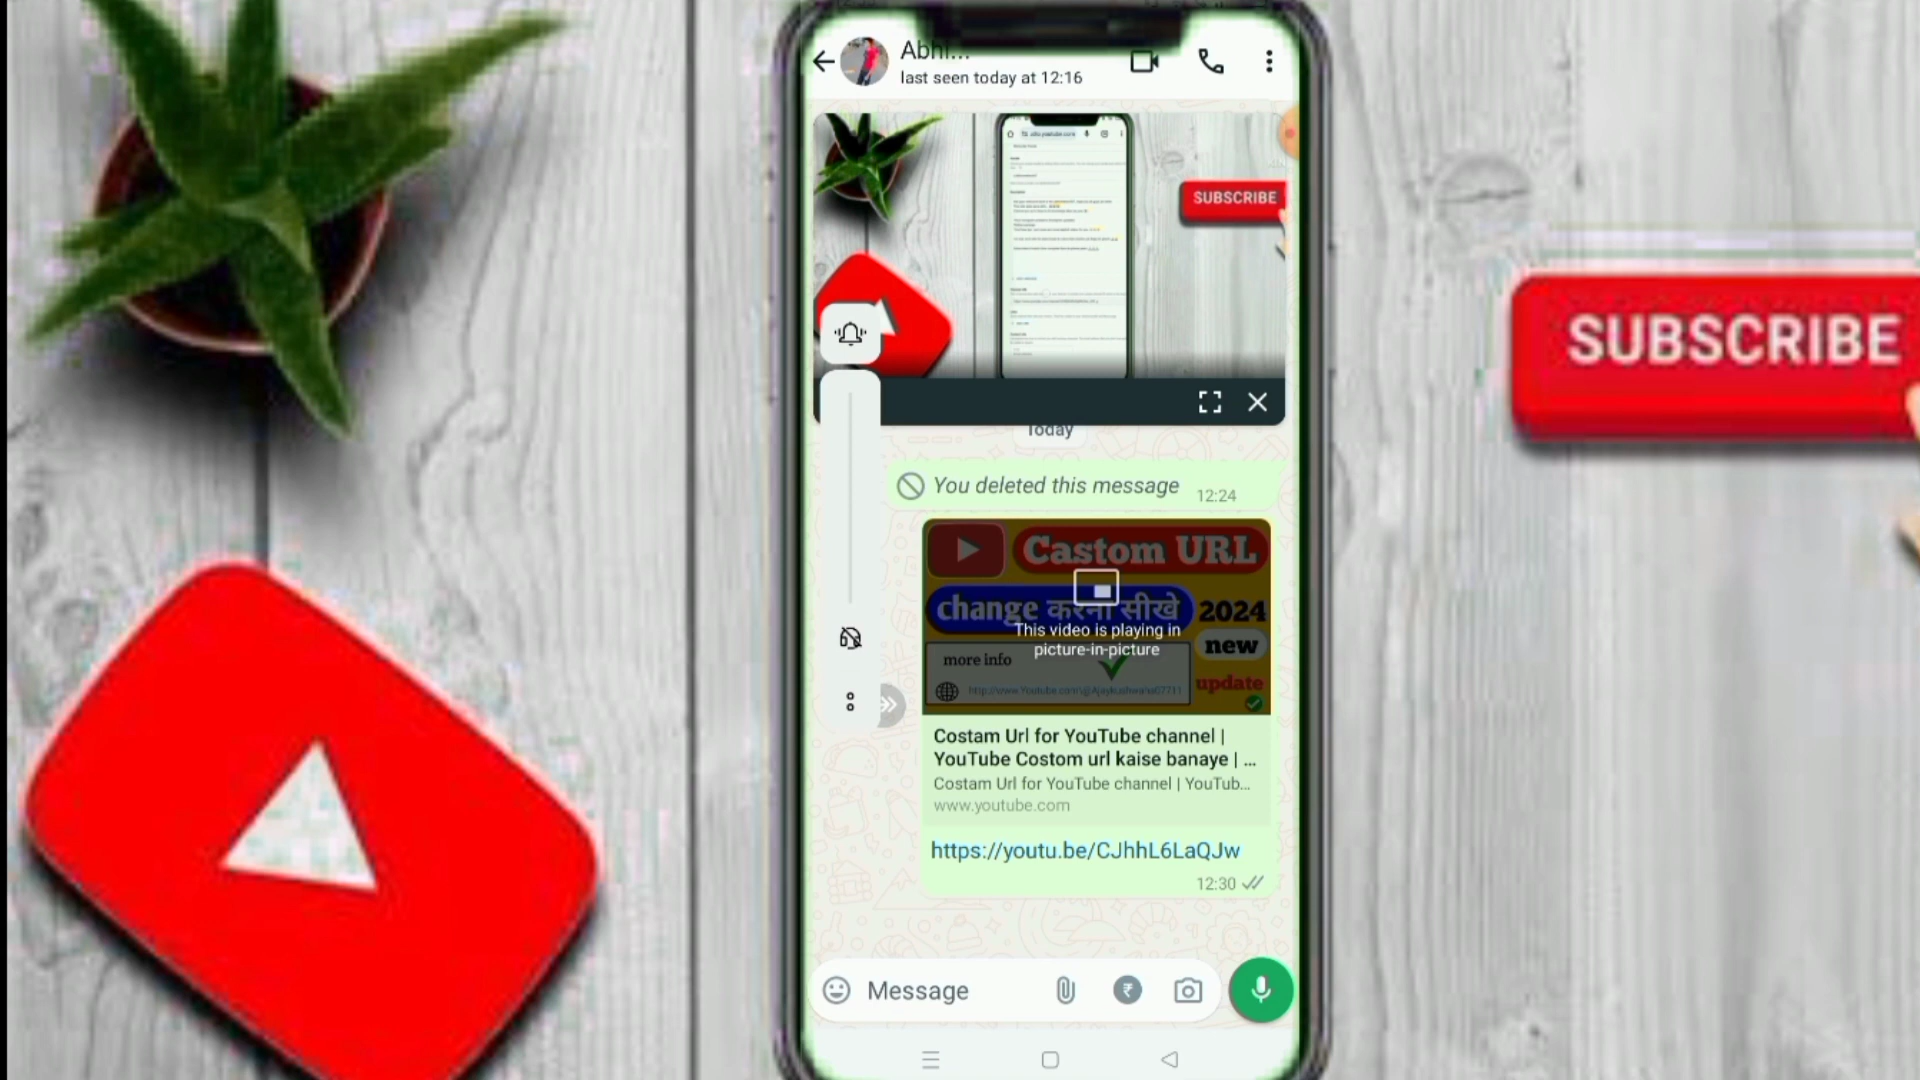 Abhi...
last seen today at 12:16
SUBSCRIBE
SUBSCRIBE
Today
You deleted this message 12:24
Castom URL
change करना सीखे 2024
This video is playing in
picture-in-picture
new
more info
update
Costam Url for YouTube channel |
YouTube Costom url kaise banaye | ...
Costam Url for YouTube channel | YouTub...
www.youtube.com
https://youtu.be/CJhhL6LaQJw
12:30
Message